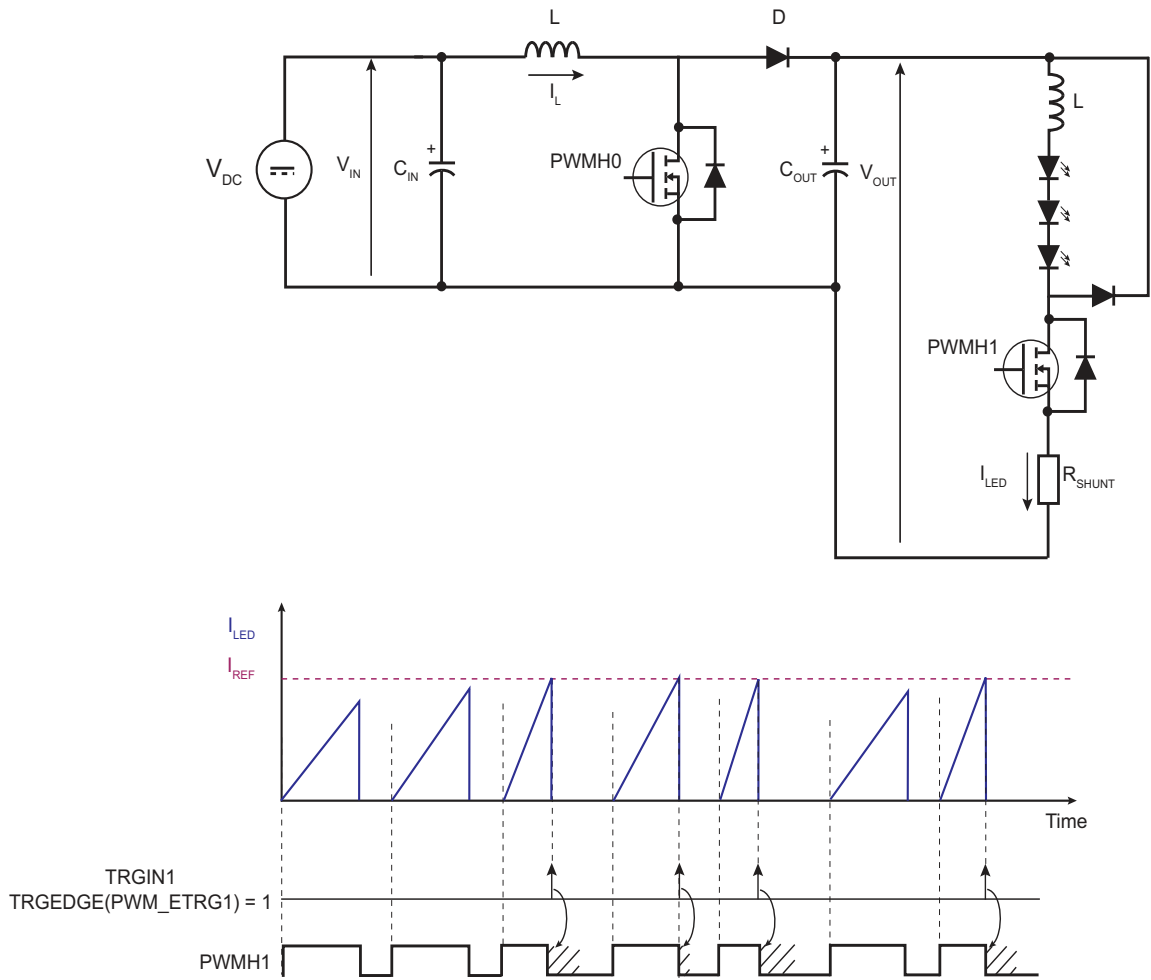 L
D
I_L
V_DC
V_IN
+
C_IN
PWMH0
+
C_OUT
V_OUT
L
PWMH1
I_LED
R_SHUNT
I_LED
I_REF
Time
TRGIN1
TRGEDGE(PWM_ETRG1) = 1
PWMH1